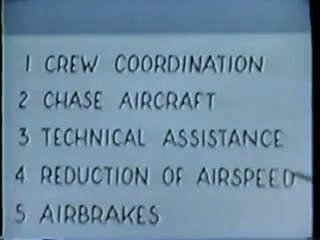 1 CREW COORDINATION
2 CHASE AIRCRAFT
3 TECHNICAL ASSISTANCE
4 REDUCTION OF AIRSPEED
5 AIRBRAKES